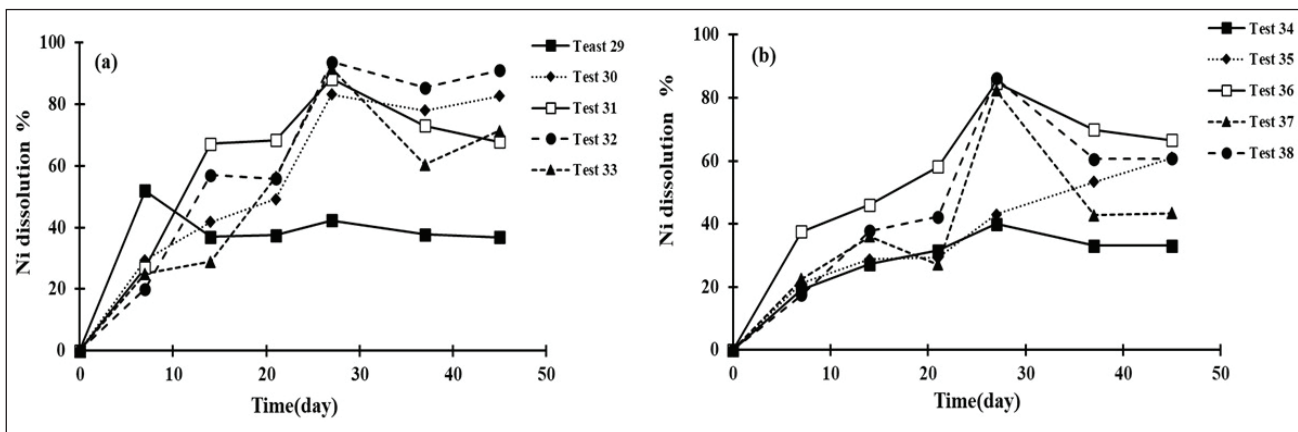 (a)
Ni dissolution %
100
80
60
40
20
0
0 10 20 30 40 50
Time(day)
Teast 29
Test 30
Test 31
Test 32
Test 33
(b)
Ni dissolution %
100
80
60
40
20
0
0 10 20 30 40 50
Time(day)
Test 34
Test 35
Test 36
Test 37
Test 38